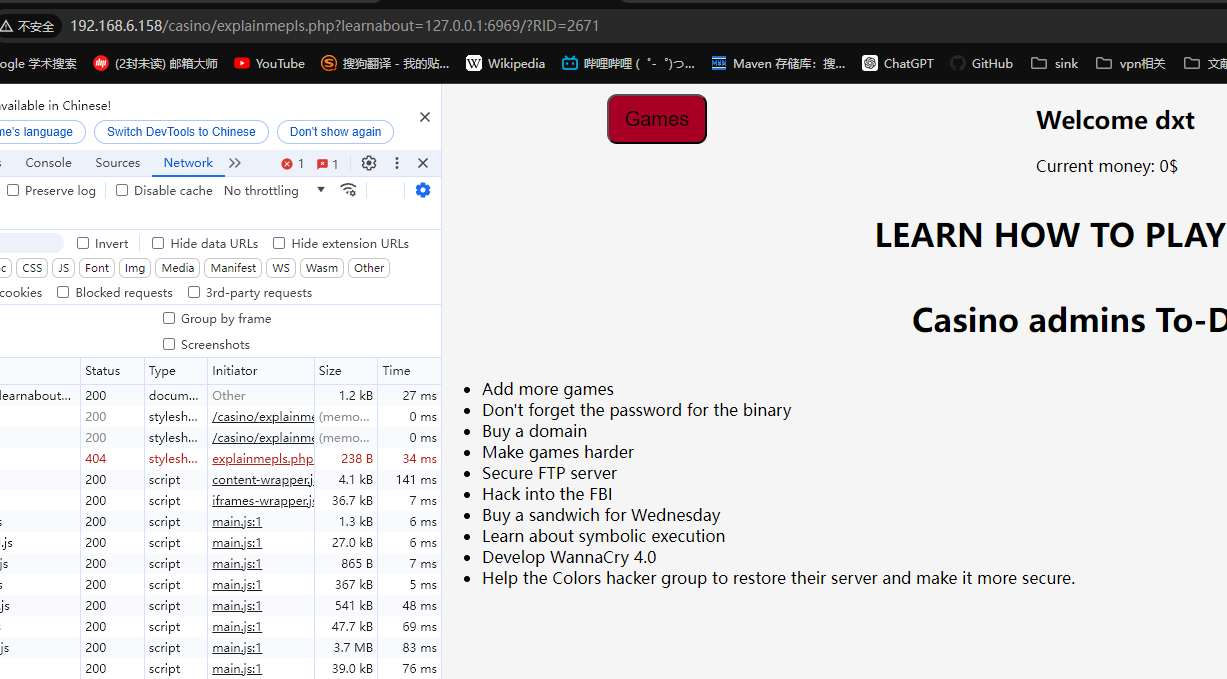 不安全 192.168.6.158/casino/explainmepls.php?learnabout=127.0.0.1:6969/?RID=2671
ogle 学术搜索 (2封未读) 邮箱大师 YouTube 搜狗翻译 - 我的贴... Wikipedia 哔哩哔哩 ( ゜- ゜)つ... Maven 存储库：搜... ChatGPT GitHub sink vpn相关 文献
available in Chinese!
me's language Switch DevTools to Chinese Don't show again
s Console Sources Network 1 1
Preserve log Disable cache No throttling
Invert Hide data URLs Hide extension URLs
c CSS JS Font Img Media Manifest WS Wasm Other
cookies Blocked requests 3rd-party requests
Group by frame
Screenshots
Status Type Initiator Size Time
learnabout... 200 docum... Other 1.2 kB 27 ms
200 stylesh... /casino/explainme (memo... 0 ms
200 stylesh... /casino/explainme (memo... 0 ms
404 stylesh... explainmepls.php 238 B 34 ms
200 script content-wrapper.j 4.1 kB 141 ms
200 script iframes-wrapper.js 36.7 kB 7 ms
s 200 script main.js:1 1.3 kB 6 ms
.js 200 script main.js:1 27.0 kB 6 ms
js 200 script main.js:1 865 B 7 ms
s 200 script main.js:1 367 kB 5 ms
js 200 script main.js:1 541 kB 48 ms
200 script main.js:1 47.7 kB 69 ms
js 200 script main.js:1 3.7 MB 83 ms
200 script main.js:1 39.0 kB 76 ms
Games
Welcome dxt
Current money: 0$
LEARN HOW TO PLAY
Casino admins To-D
Add more games
Don't forget the password for the binary
Buy a domain
Make games harder
Secure FTP server
Hack into the FBI
Buy a sandwich for Wednesday
Learn about symbolic execution
Develop WannaCry 4.0
Help the Colors hacker group to restore their server and make it more secure.